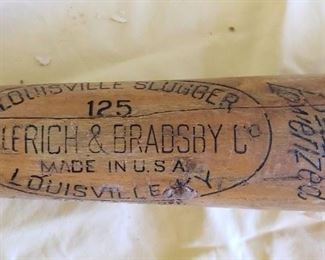 LOUISVILLE SLUGGER
125
LERICH & BRADSBY Co
MADE IN U.S.A
LOUISVILLE KY